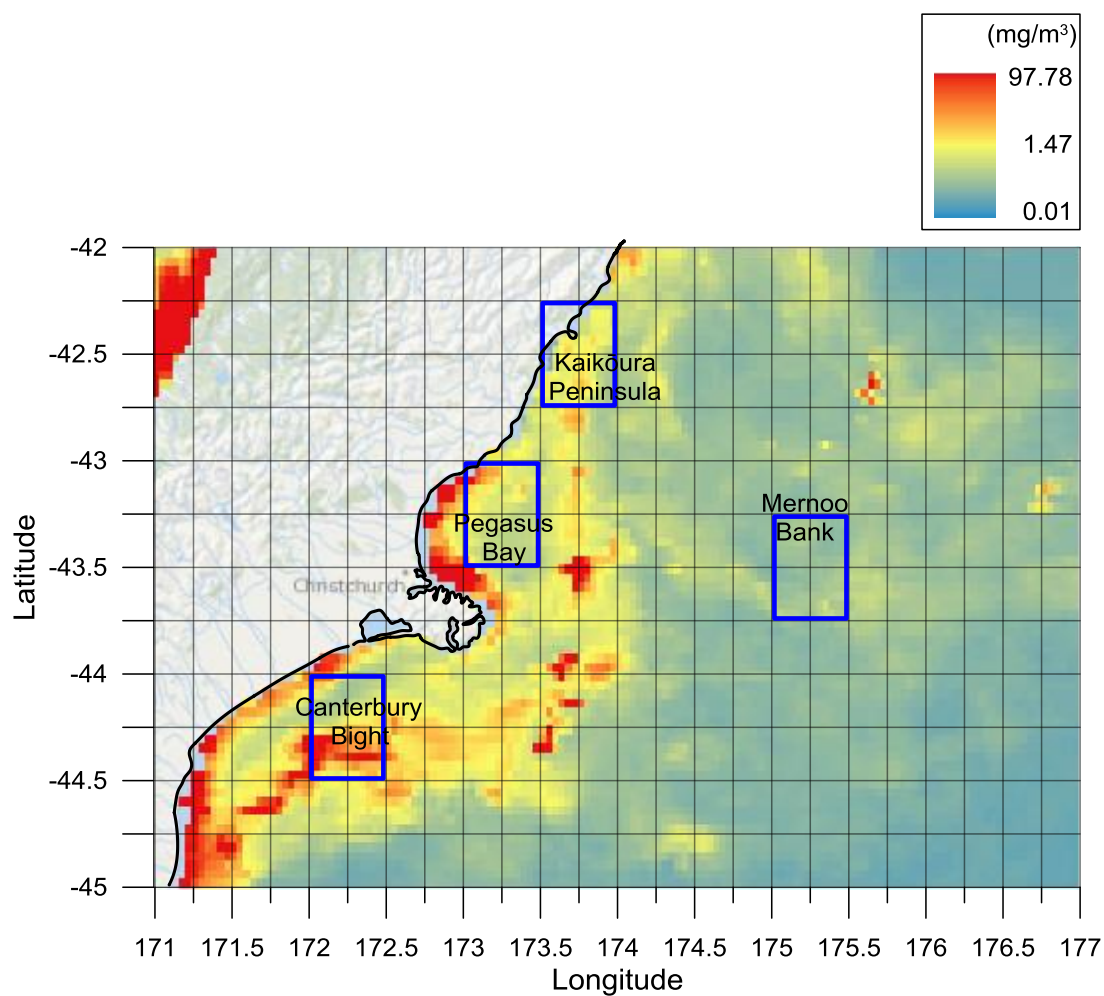 (mg/m³)
97.78
1.47
0.01
-42
-42.5
-43
-43.5
-44
-44.5
-45
Latitude
Kaikōura
Peninsula
Pegasus
Bay
Mernoo
Bank
Christchurch
Canterbury
Bight
171 171.5 172 172.5 173 173.5 174 174.5 175 175.5 176 176.5 177
Longitude